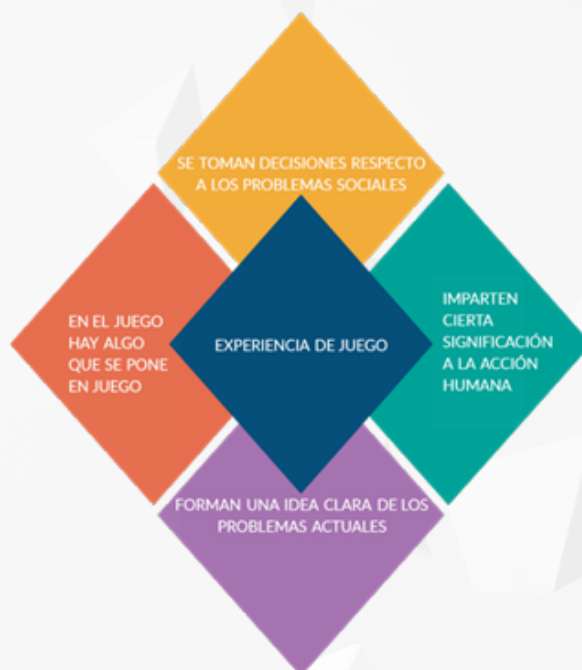 SE TOMAN DECISIONES RESPECTO
A LOS PROBLEMAS SOCIALES
EN EL JUEGO
HAY ALGO
QUE SE PONE
EN JUEGO
EXPERIENCIA DE JUEGO
IMPARTEN
CIERTA
SIGNIFICACIÓN
A LA ACCIÓN
HUMANA
FORMAN UNA IDEA CLARA DE LOS
PROBLEMAS ACTUALES